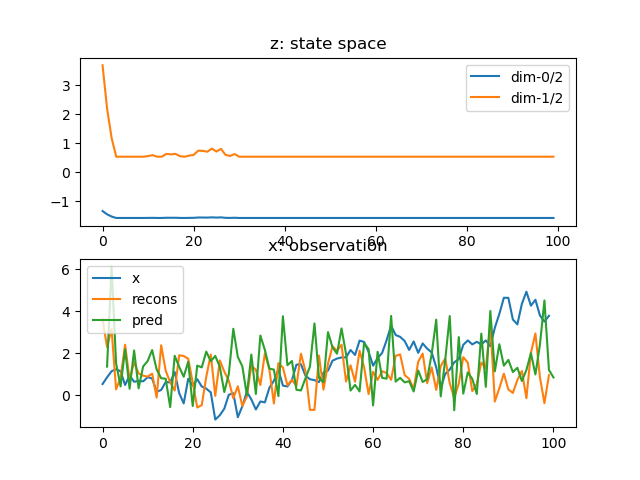 z: state space
3
2
1
0
−1
dim-0/2
dim-1/2
0 20 40 60 80 100
x: observation
6
4
2
0
x
recons
pred
0 20 40 60 80 100